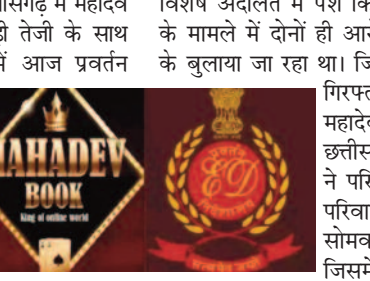 तीसगढ़ में महादेव
ड़ी तेजी के साथ
में आज प्रवर्तन
विशेष अदालत में पेश कि
के मामले में दोनों ही आरो
के बुलाया जा रहा था। जि
गिरफ्त
महादेव
छत्तीस
ने परि
परिवा
सोमव
जिसमें
MAHADEV
BOOK
King of online world
ED